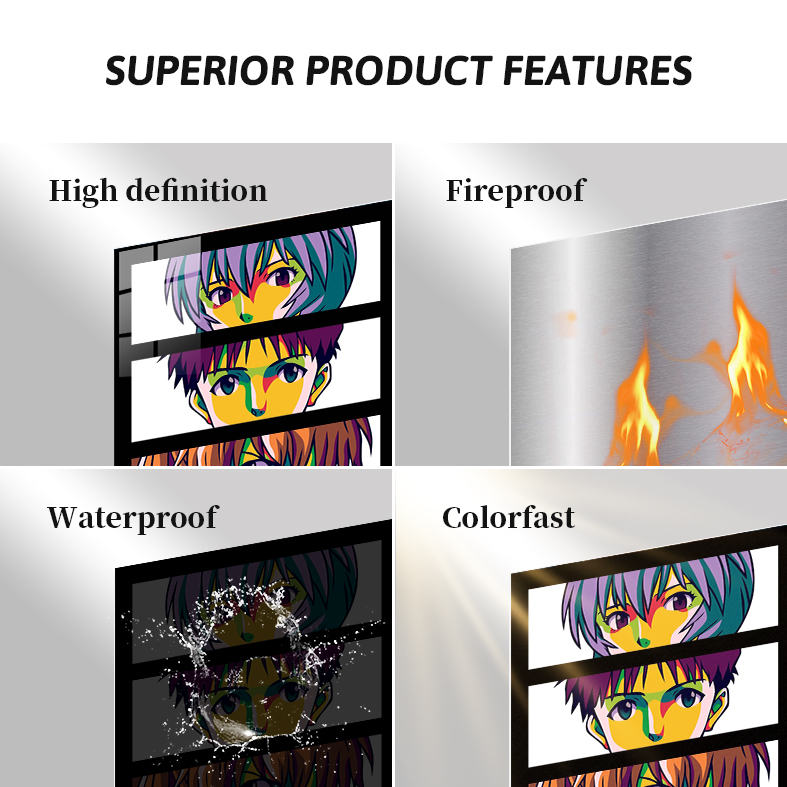 SUPERIOR PRODUCT FEATURES
High definition
Fireproof
Waterproof
Colorfast